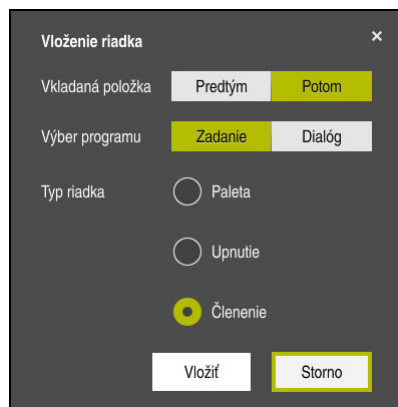 Vloženie riadka ×
Vkladaná položka Predtým Potom
Výber programu Zadanie Dialóg
Typ riadka Paleta
Upnutie
Členenie
Vložiť Storno